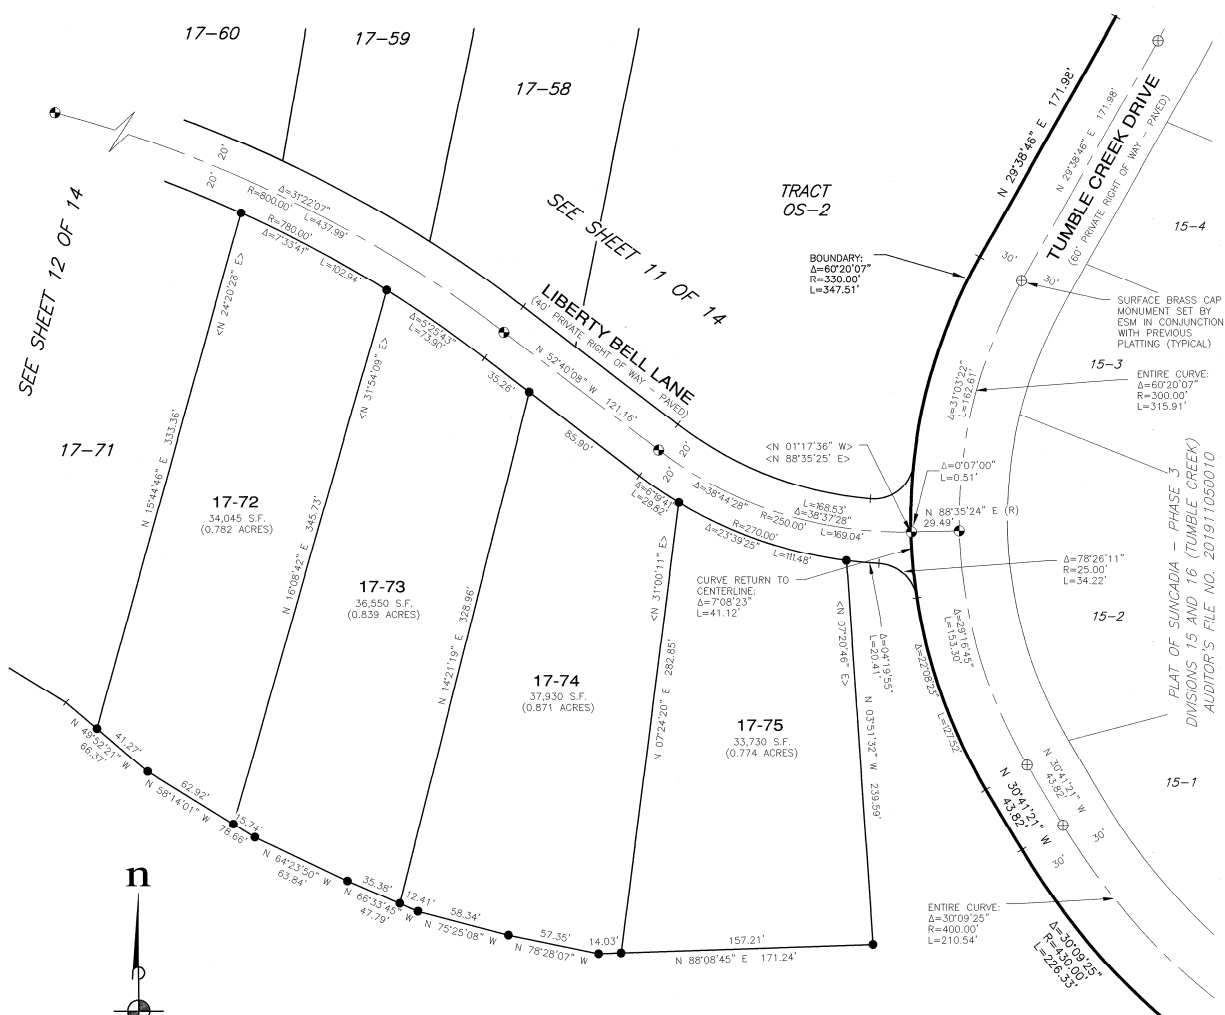 17-60
17-59
17-58
TRACT
OS-2
SEE SHEET 12 OF 14
SEE SHEET 11 OF 14
20'
20'
Δ=31°22'07"
R=800.00' L=437.99'
R=780.00'
Δ=7°33'41"
L=102.94'
<N 24°20'28" E>
<N 31°54'09" E>
Δ=5°25'43"
L=73.90'
35.26'
LIBERTY BELL LANE
(40' PRIVATE RIGHT OF WAY - PAVED)
N 52°40'08" W 121.16'
85.90'
20'
20'
Δ=6°19'41"
L=29.82'
Δ=38°44'28" L=168.53'
R=250.00' Δ=38°37'28"
L=169.04'
R=270.00'
Δ=23°39'25"
L=111.48'
<N 01°17'36" W>
<N 88°35'25' E>
Δ=0°07'00"
L=0.51'
N 88°35'24" E (R)
29.49'
BOUNDARY:
Δ=60°20'07"
R=330.00'
L=347.51'
N 29°38'46" E 171.98'
N 29°38'46" E 171.98'
TUMBLE CREEK DRIVE
(60' PRIVATE RIGHT OF WAY - PAVED)
30'
30'
15-4
SURFACE BRASS CAP
MONUMENT SET BY
ESM IN CONJUNCTION
WITH PREVIOUS
PLATTING (TYPICAL)
15-3
ENTIRE CURVE:
Δ=60°20'07"
R=300.00'
L=315.91'
Δ=31°03'22"
L=162.61'
PLAT OF SUNCADIA - PHASE 3
DIVISIONS 15 AND 16 (TUMBLE CREEK)
AUDITOR'S FILE NO. 201911050010
Δ=78°26'11"
R=25.00'
L=34.22'
CURVE RETURN TO
CENTERLINE:
Δ=7°08'23"
L=41.12'
15-2
Δ=29°16'45"
L=153.30'
Δ=22°08'23" L=127.52'
Δ=04°19'55"
L=20.41'
<N 07°20'46" E>
<N 31°00'11" E>
17-71
N 15°44'46" E 333.36'
17-72
34,045 S.F.
(0.782 ACRES)
N 16°08'42" E 345.73'
17-73
36,550 S.F.
(0.839 ACRES)
N 14°21'19" E 328.96'
17-74
37,930 S.F.
(0.871 ACRES)
N 07°24'20" E 282.85'
17-75
33,730 S.F.
(0.774 ACRES)
N 03°51'32" W 239.59'
15-1
N 30°41'21" W
43.82'
N 30°41'21" W
43.82'
30'
30'
41.27'
N 49°52'21" W
66.37'
62.92'
N 58°14'01" W 78.66'
15.74'
N 64°23'50" W
63.84'
35.38'
12.41'
N 66°33'45" W
47.79'
58.34'
N 75°25'08" W
57.35'
N 78°28'07" W
14.03'
157.21'
N 88°08'45" E 171.24'
ENTIRE CURVE:
Δ=30°09'25"
R=400.00'
L=210.54'
Δ=30°09'25"
R=430.00'
L=226.33'
n